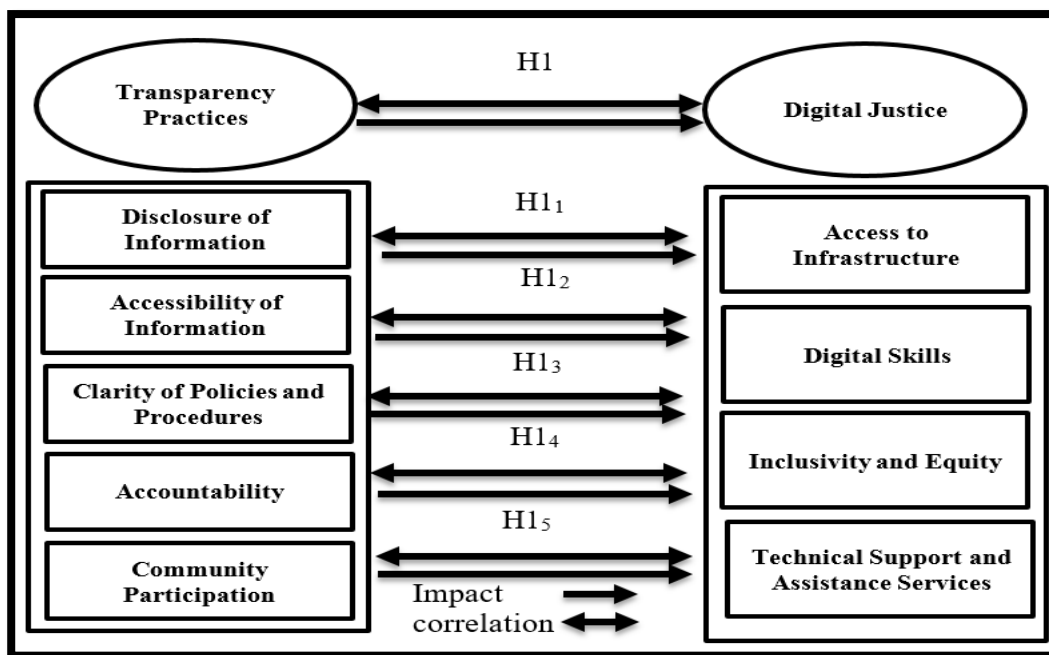 H1
Transparency
Practices
Digital Justice
Disclosure of
Information
H1₁
Access to
Infrastructure
Accessibility of
Information
H1₂
Digital Skills
Clarity of Policies and
Procedures
H1₃
Accountability
H1₄
Inclusivity and Equity
Community
Participation
H1₅
Technical Support and
Assistance Services
Impact
correlation